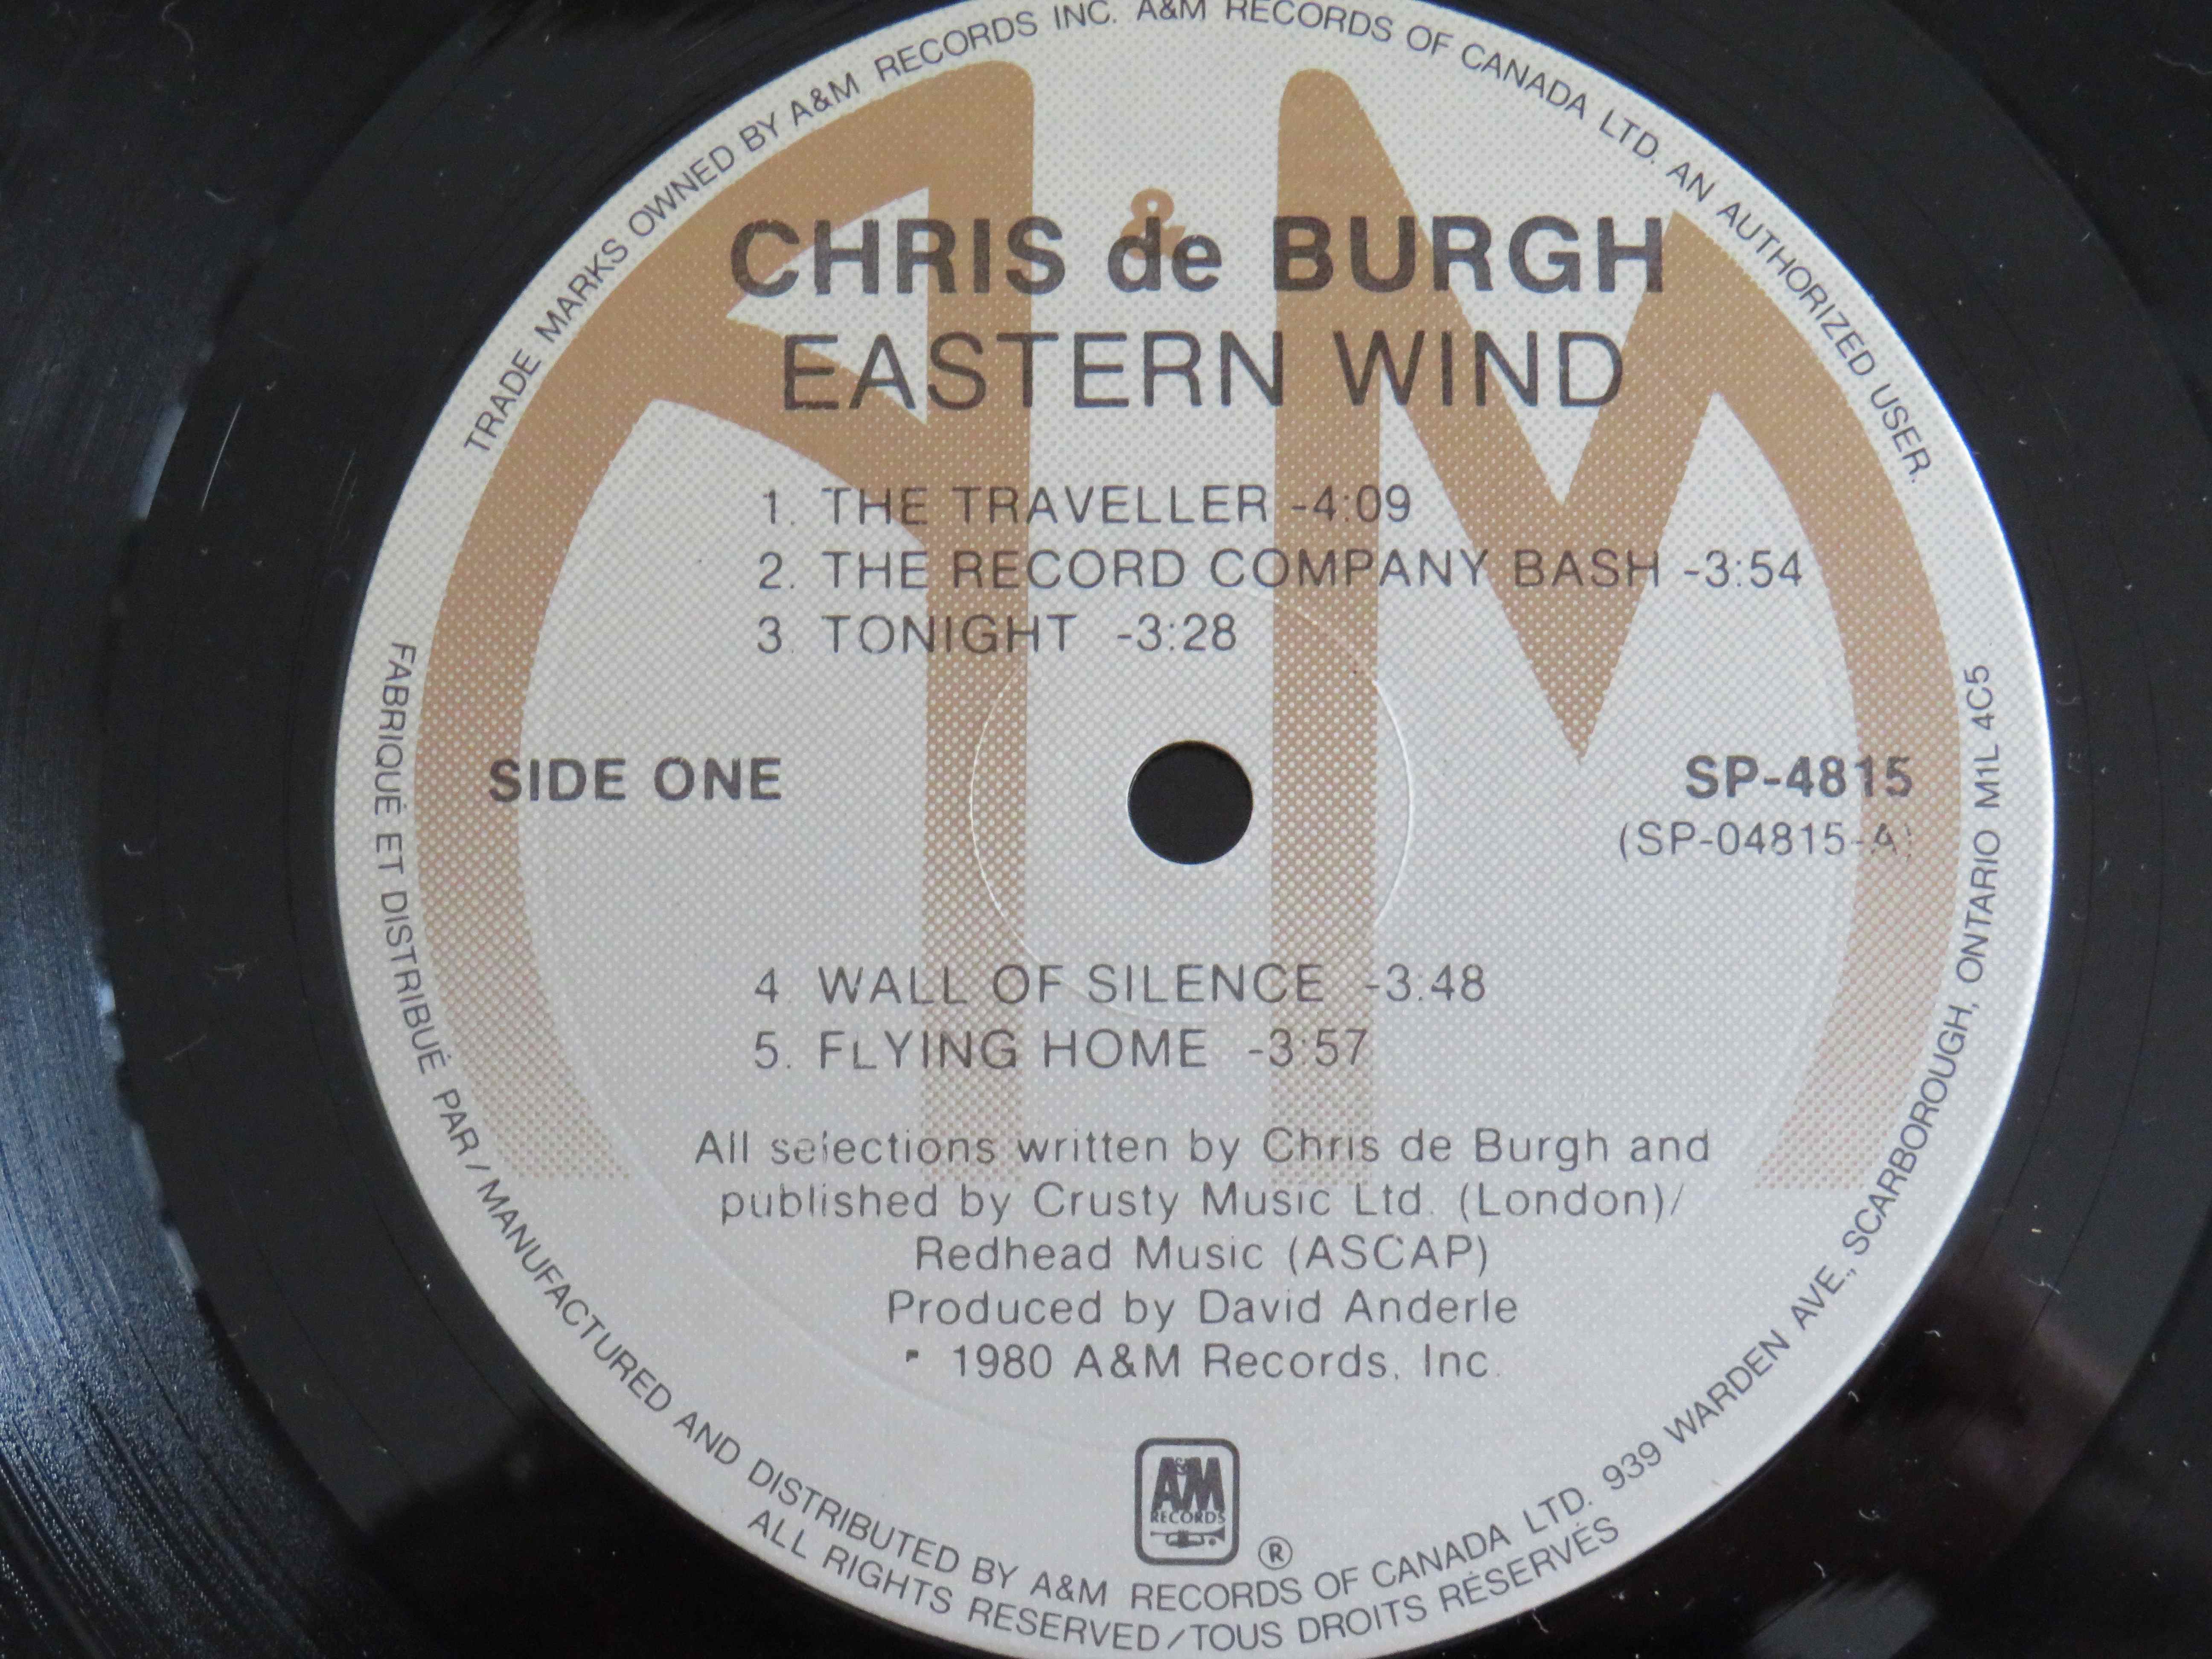 TRADE MARKS OWNED BY A&M RECORDS INC. A&M RECORDS OF CANADA LTD. AN AUTHORIZED USER.
&
CHRIS de BURGH
EASTERN WIND
1. THE TRAVELLER -4:09
2. THE RECORD COMPANY BASH -3:54
3. TONIGHT -3:28
SIDE ONE
SP-4815
(SP-04815-A)
4 WALL OF SILENCE -3:48
5. FLYING HOME -3:57
All selections written by Chris de Burgh and
published by Crusty Music Ltd. (London)/
Redhead Music (ASCAP)
Produced by David Anderle
1980 A&M Records, Inc.
A&M
RECORDS
®
FABRIQUÉ ET DISTRIBUÉ PAR / MANUFACTURED AND DISTRIBUTED BY A&M RECORDS OF CANADA LTD. 939 WARDEN AVE., SCARBOROUGH, ONTARIO M1L 4C5
ALL RIGHTS RESERVED/TOUS DROITS RÉSERVÉS